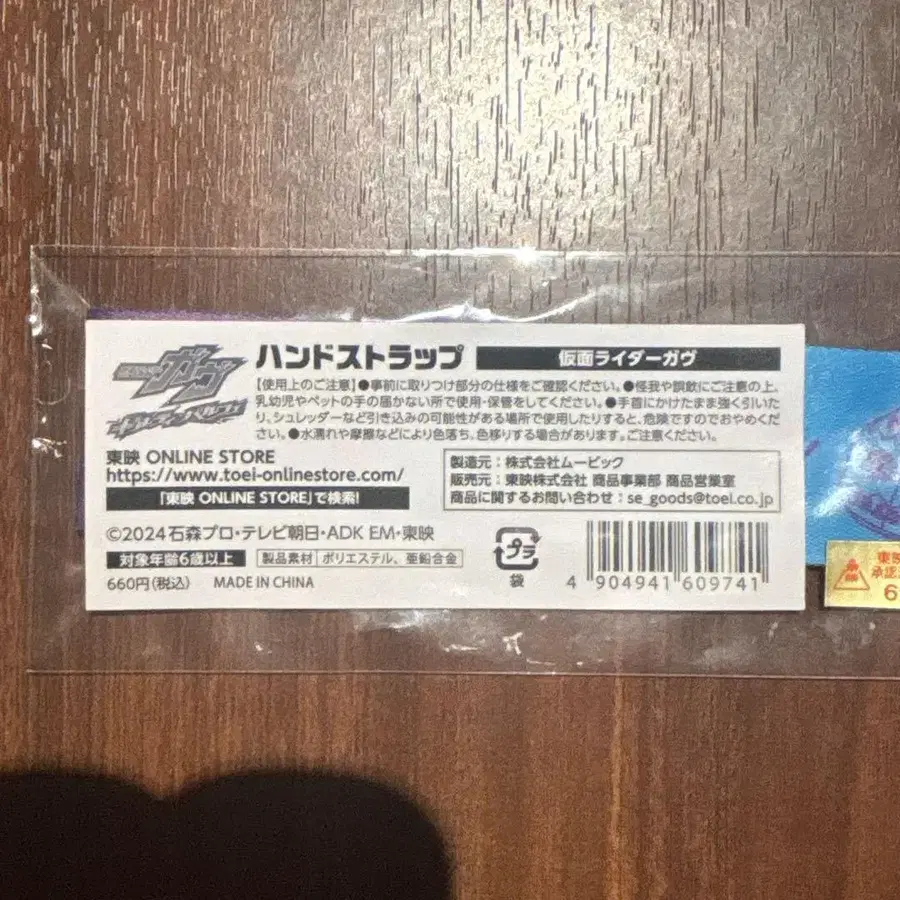 仮面ライダー
ガヴ
ハンドストラップ 仮面ライダーガヴ
【使用上のご注意】●事前に取りつけ部分の仕様をご確認ください。●怪我や誤飲にご注意の上、
乳幼児やペットの手の届かない所で使用・保管をしてください。●手首にかけたまま強く引いた
り、シュレッダーなど引き込みの可能性がある場所で使用したりすると、危険ですのでおやめくだ
さい。●水濡れや摩擦などにより色落ち、色移りする場合があります。ご注意ください。
東映 ONLINE STORE
https://www.toei-onlinestore.com/
「東映 ONLINE STORE」で検索!
製造元:株式会社ムービック
販売元:東映株式会社 商品事業部 商品営業室
商品に関するお問い合わせ:se_goods@toei.co.jp
©2024 石森プロ・テレビ朝日・ADK EM・東映
対象年齢6歳以上 製品素材 ポリエステル、亜鉛合金
660円(税込) MADE IN CHINA
プラ
袋
4 904941 609741
東映
承認
6